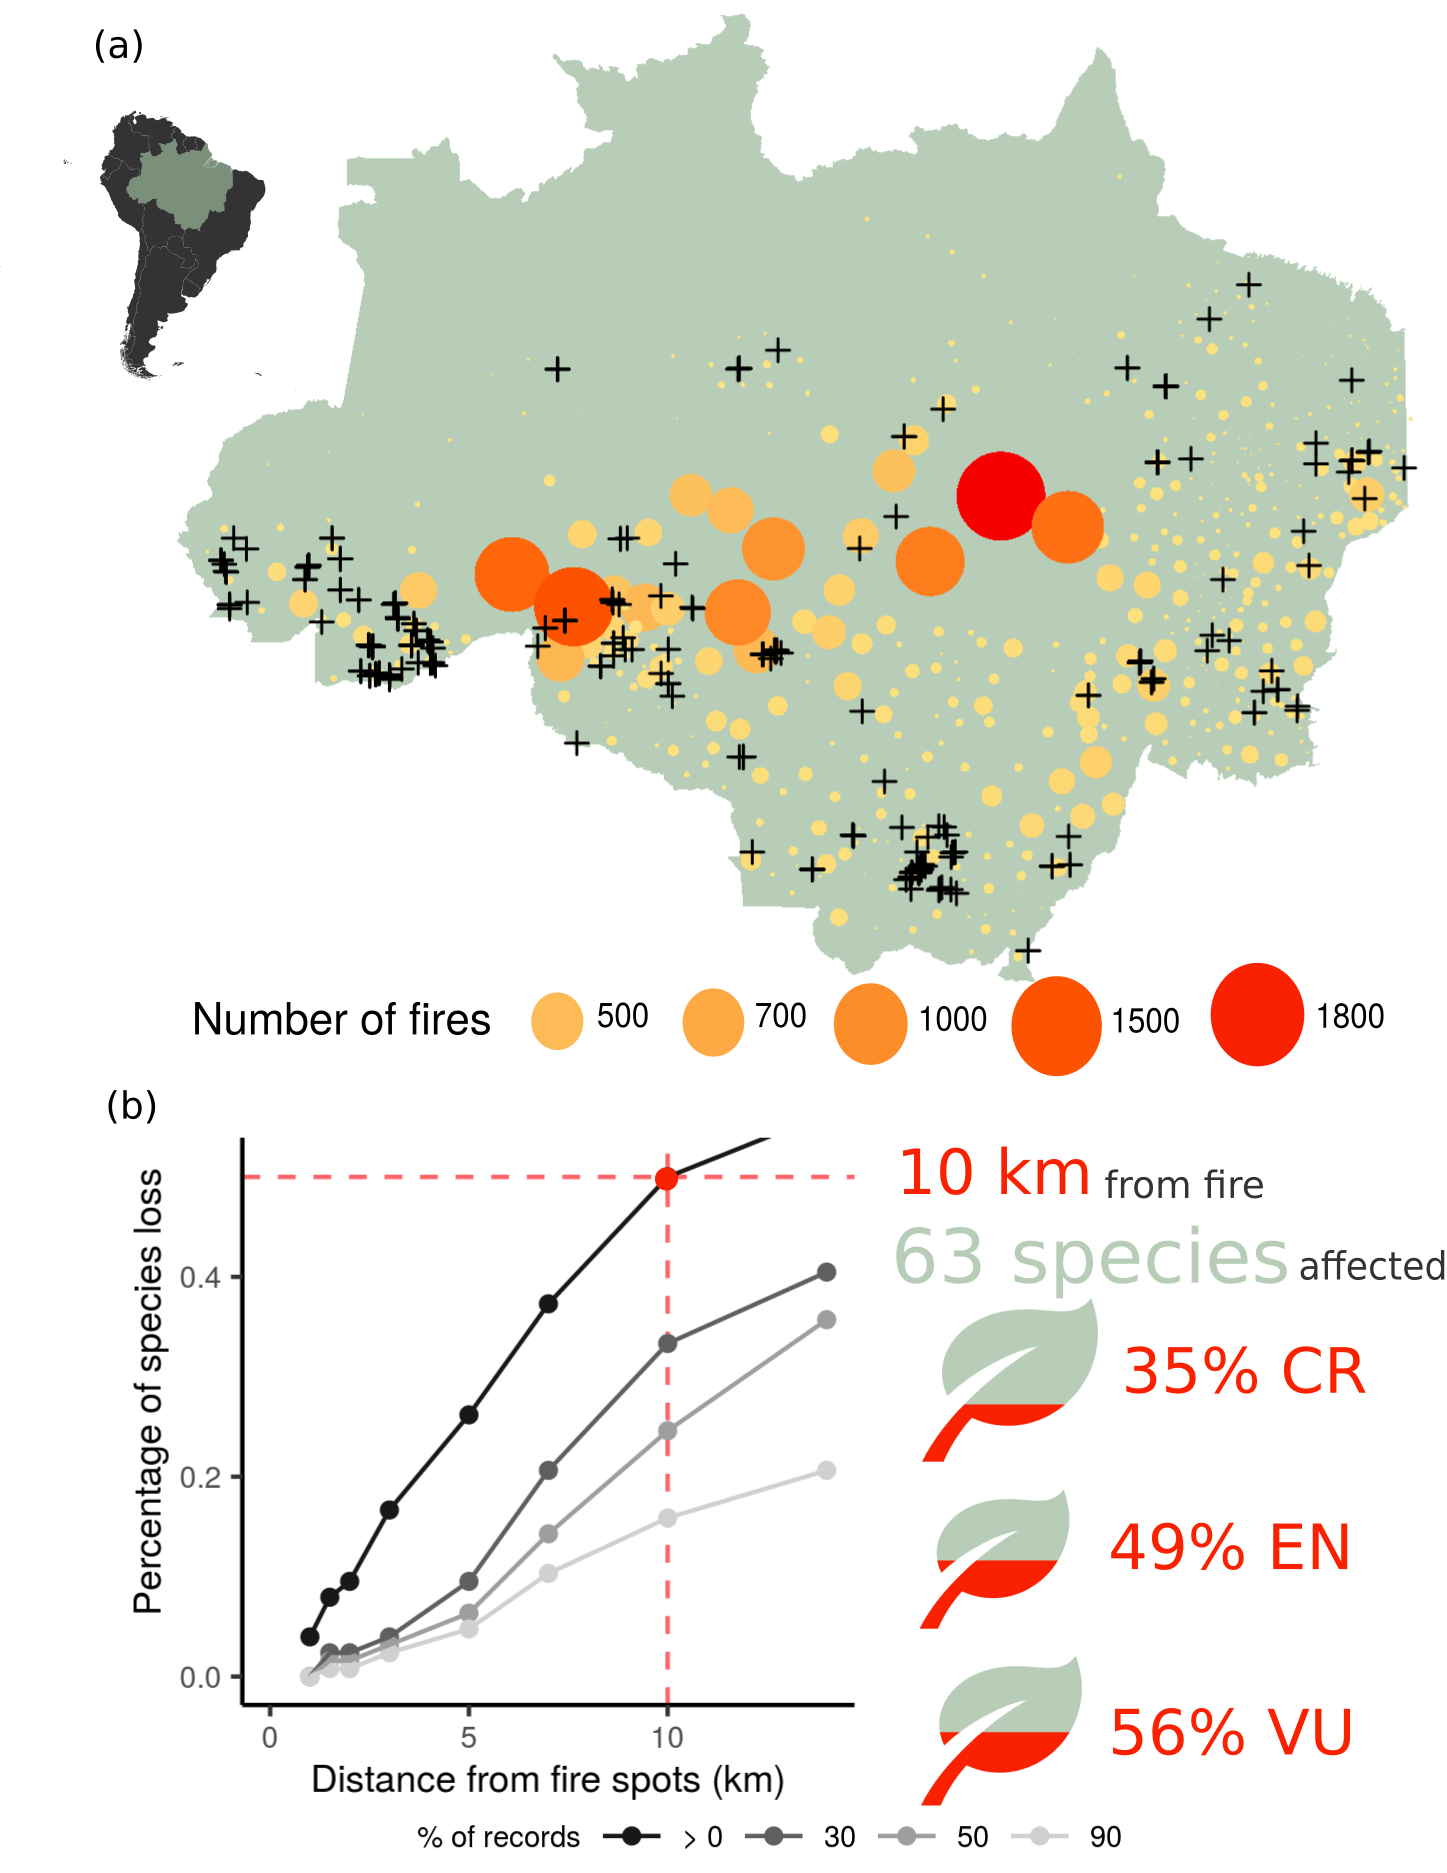 (a)
Number of fires 500 700 1000 1500 1800
(b)
Percentage of species loss
0.4
0.2
0.0
0 5 10
Distance from fire spots (km)
% of records > 0 30 50 90
10 km from fire
63 species affected
35% CR
49% EN
56% VU